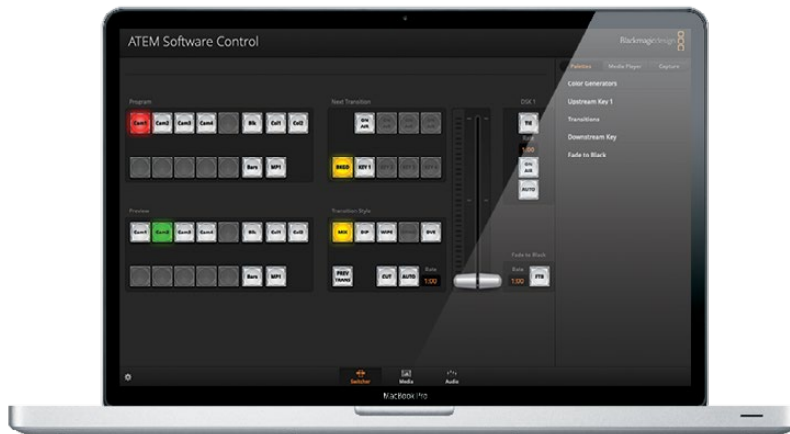 ATEM Software Control
Blackmagicdesign
Palettes Media Player Capture
Color Generators
Upstream Key 1
Transitions
Downstream Key
Fade to Black
Program
Cam1 Cam2 Cam3 Cam4 Blk Col1 Col2
Bars MP1
Next Transition
ON AIR
BKGD KEY 1
DSK 1
TIE
Rate
1:00
ON AIR
AUTO
Preview
Cam1 Cam2 Cam3 Cam4 Blk Col1 Col2
Bars MP1
Transition Style
MIX DIP WIPE DVE
PREV TRANS CUT AUTO Rate 1:00
Fade to Black
Rate
1:00 FTB
Switcher Media Audio
MacBook Pro